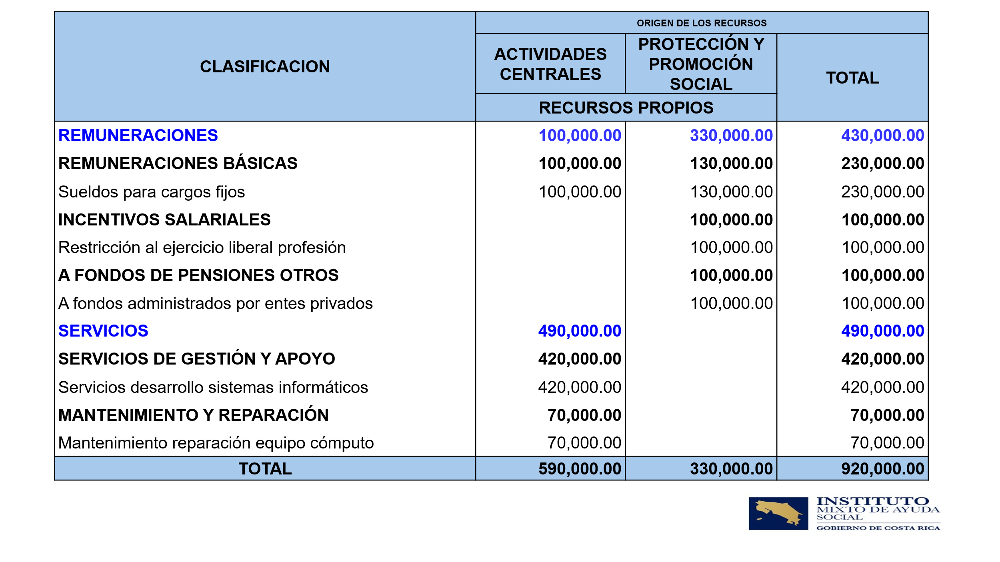 CLASIFICACION
ORIGEN DE LOS RECURSOS
ACTIVIDADES
CENTRALES
PROTECCIÓN Y
PROMOCIÓN
SOCIAL
TOTAL
RECURSOS PROPIOS
REMUNERACIONES 100,000.00 330,000.00 430,000.00
REMUNERACIONES BÁSICAS 100,000.00 130,000.00 230,000.00
Sueldos para cargos fijos 100,000.00 130,000.00 230,000.00
INCENTIVOS SALARIALES 100,000.00 100,000.00
Restricción al ejercicio liberal profesión 100,000.00 100,000.00
A FONDOS DE PENSIONES OTROS 100,000.00 100,000.00
A fondos administrados por entes privados 100,000.00 100,000.00
SERVICIOS 490,000.00 490,000.00
SERVICIOS DE GESTIÓN Y APOYO 420,000.00 420,000.00
Servicios desarrollo sistemas informáticos 420,000.00 420,000.00
MANTENIMIENTO Y REPARACIÓN 70,000.00 70,000.00
Mantenimiento reparación equipo cómputo 70,000.00 70,000.00
TOTAL 590,000.00 330,000.00 920,000.00
INSTITUTO
MIXTO DE AYUDA
SOCIAL
GOBIERNO DE COSTA RICA